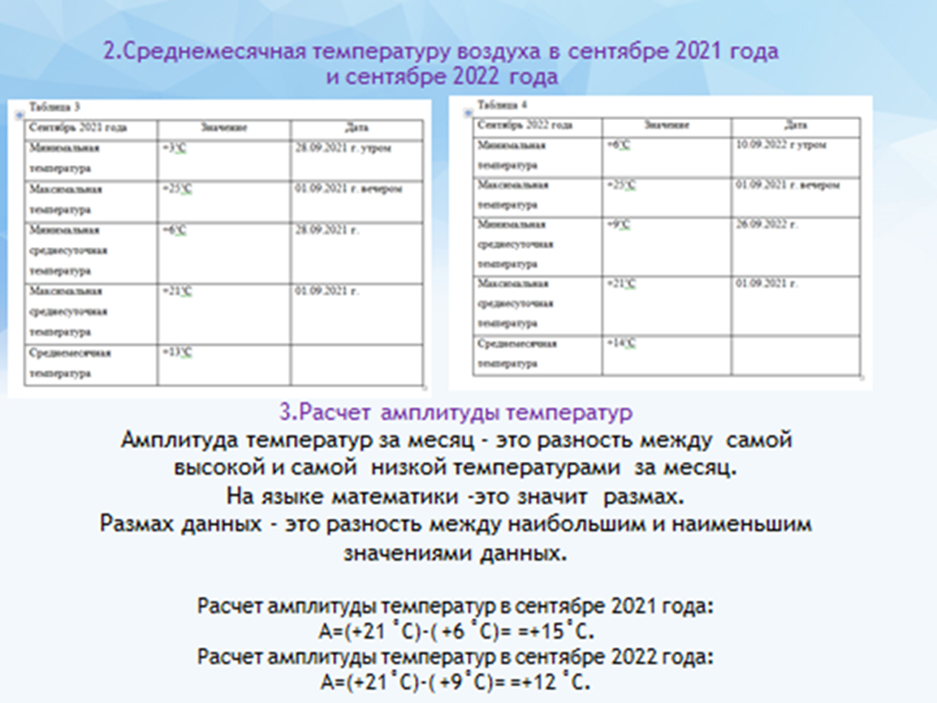 2.Среднемесячная температуру воздуха в сентябре 2021 года
и сентябре 2022 года
Таблица 3
Сентябрь 2021 года Значение Дата
Минимальная +3˚С 28.09.2021 г. утром
температура
Максимальная +25˚С 01.09.2021 г. вечером
температура
Минимальная +6˚С 28.09.2021 г.
среднесуточная
температура
Максимальная +21˚С 01.09.2021 г.
среднесуточная
температура
Среднемесячная +13˚С
температура
Таблица 4
Сентябрь 2022 года Значение Дата
Минимальная +6˚С 10.09.2022 г утром
температура
Максимальная +25˚С 01.09.2021 г. вечером
температура
Минимальная +9˚С 26.09.2022 г.
среднесуточная
температура
Максимальная +21˚С 01.09.2021 г.
среднесуточная
температура
Среднемесячная +14˚С
температура
3.Расчет амплитуды температур
Амплитуда температур за месяц - это разность между самой
высокой и самой низкой температурами за месяц.
На языке математики -это значит размах.
Размах данных - это разность между наибольшим и наименьшим
значениями данных.
Расчет амплитуды температур в сентябре 2021 года:
А=(+21 ˚С)-( +6 ˚С)= =+15˚С.
Расчет амплитуды температур в сентябре 2022 года:
А=(+21˚С)-( +9˚С)= =+12 ˚С.